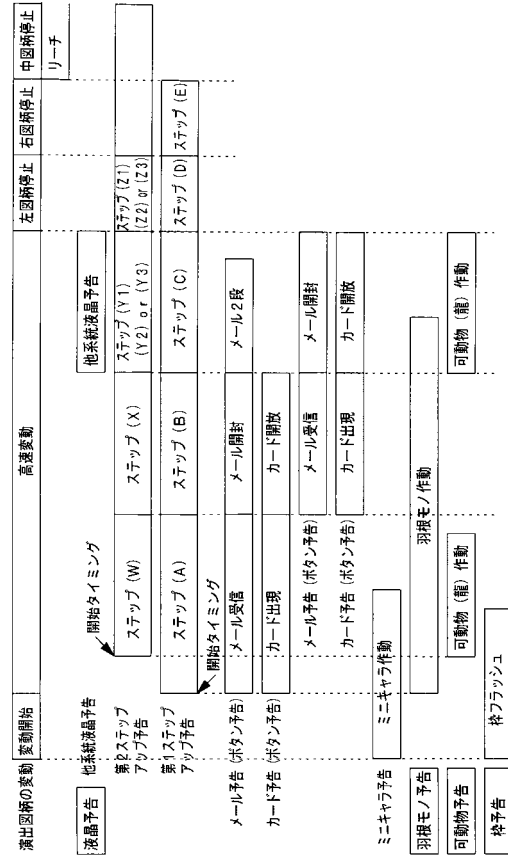 演出図柄の変動
変動開始
高速変動
左図柄停止
右図柄停止
中図柄停止
リーチ
液晶予告
他系統液晶予告
他系統液晶予告
開始タイミング
第2ステップ
アップ予告
ステップ(W)
ステップ(X)
ステップ(Y1)
(Y2) or (Y3)
ステップ(Z1)
(Z2) or (Z3)
第1ステップ
アップ予告
ステップ(A)
ステップ(B)
ステップ(C)
ステップ(D)
ステップ(E)
開始タイミング
メール予告(ボタン予告)
メール受信
メール開封
メール2段
カード予告(ボタン予告)
カード出現
カード開放
メール予告(ボタン予告)
メール受信
メール開封
カード予告(ボタン予告)
カード出現
カード開放
ミニキャラ予告
ミニキャラ作動
羽根モノ予告
羽根モノ作動
可動物予告
可動物(龍)作動
可動物(龍)作動
枠予告
枠フラッシュ